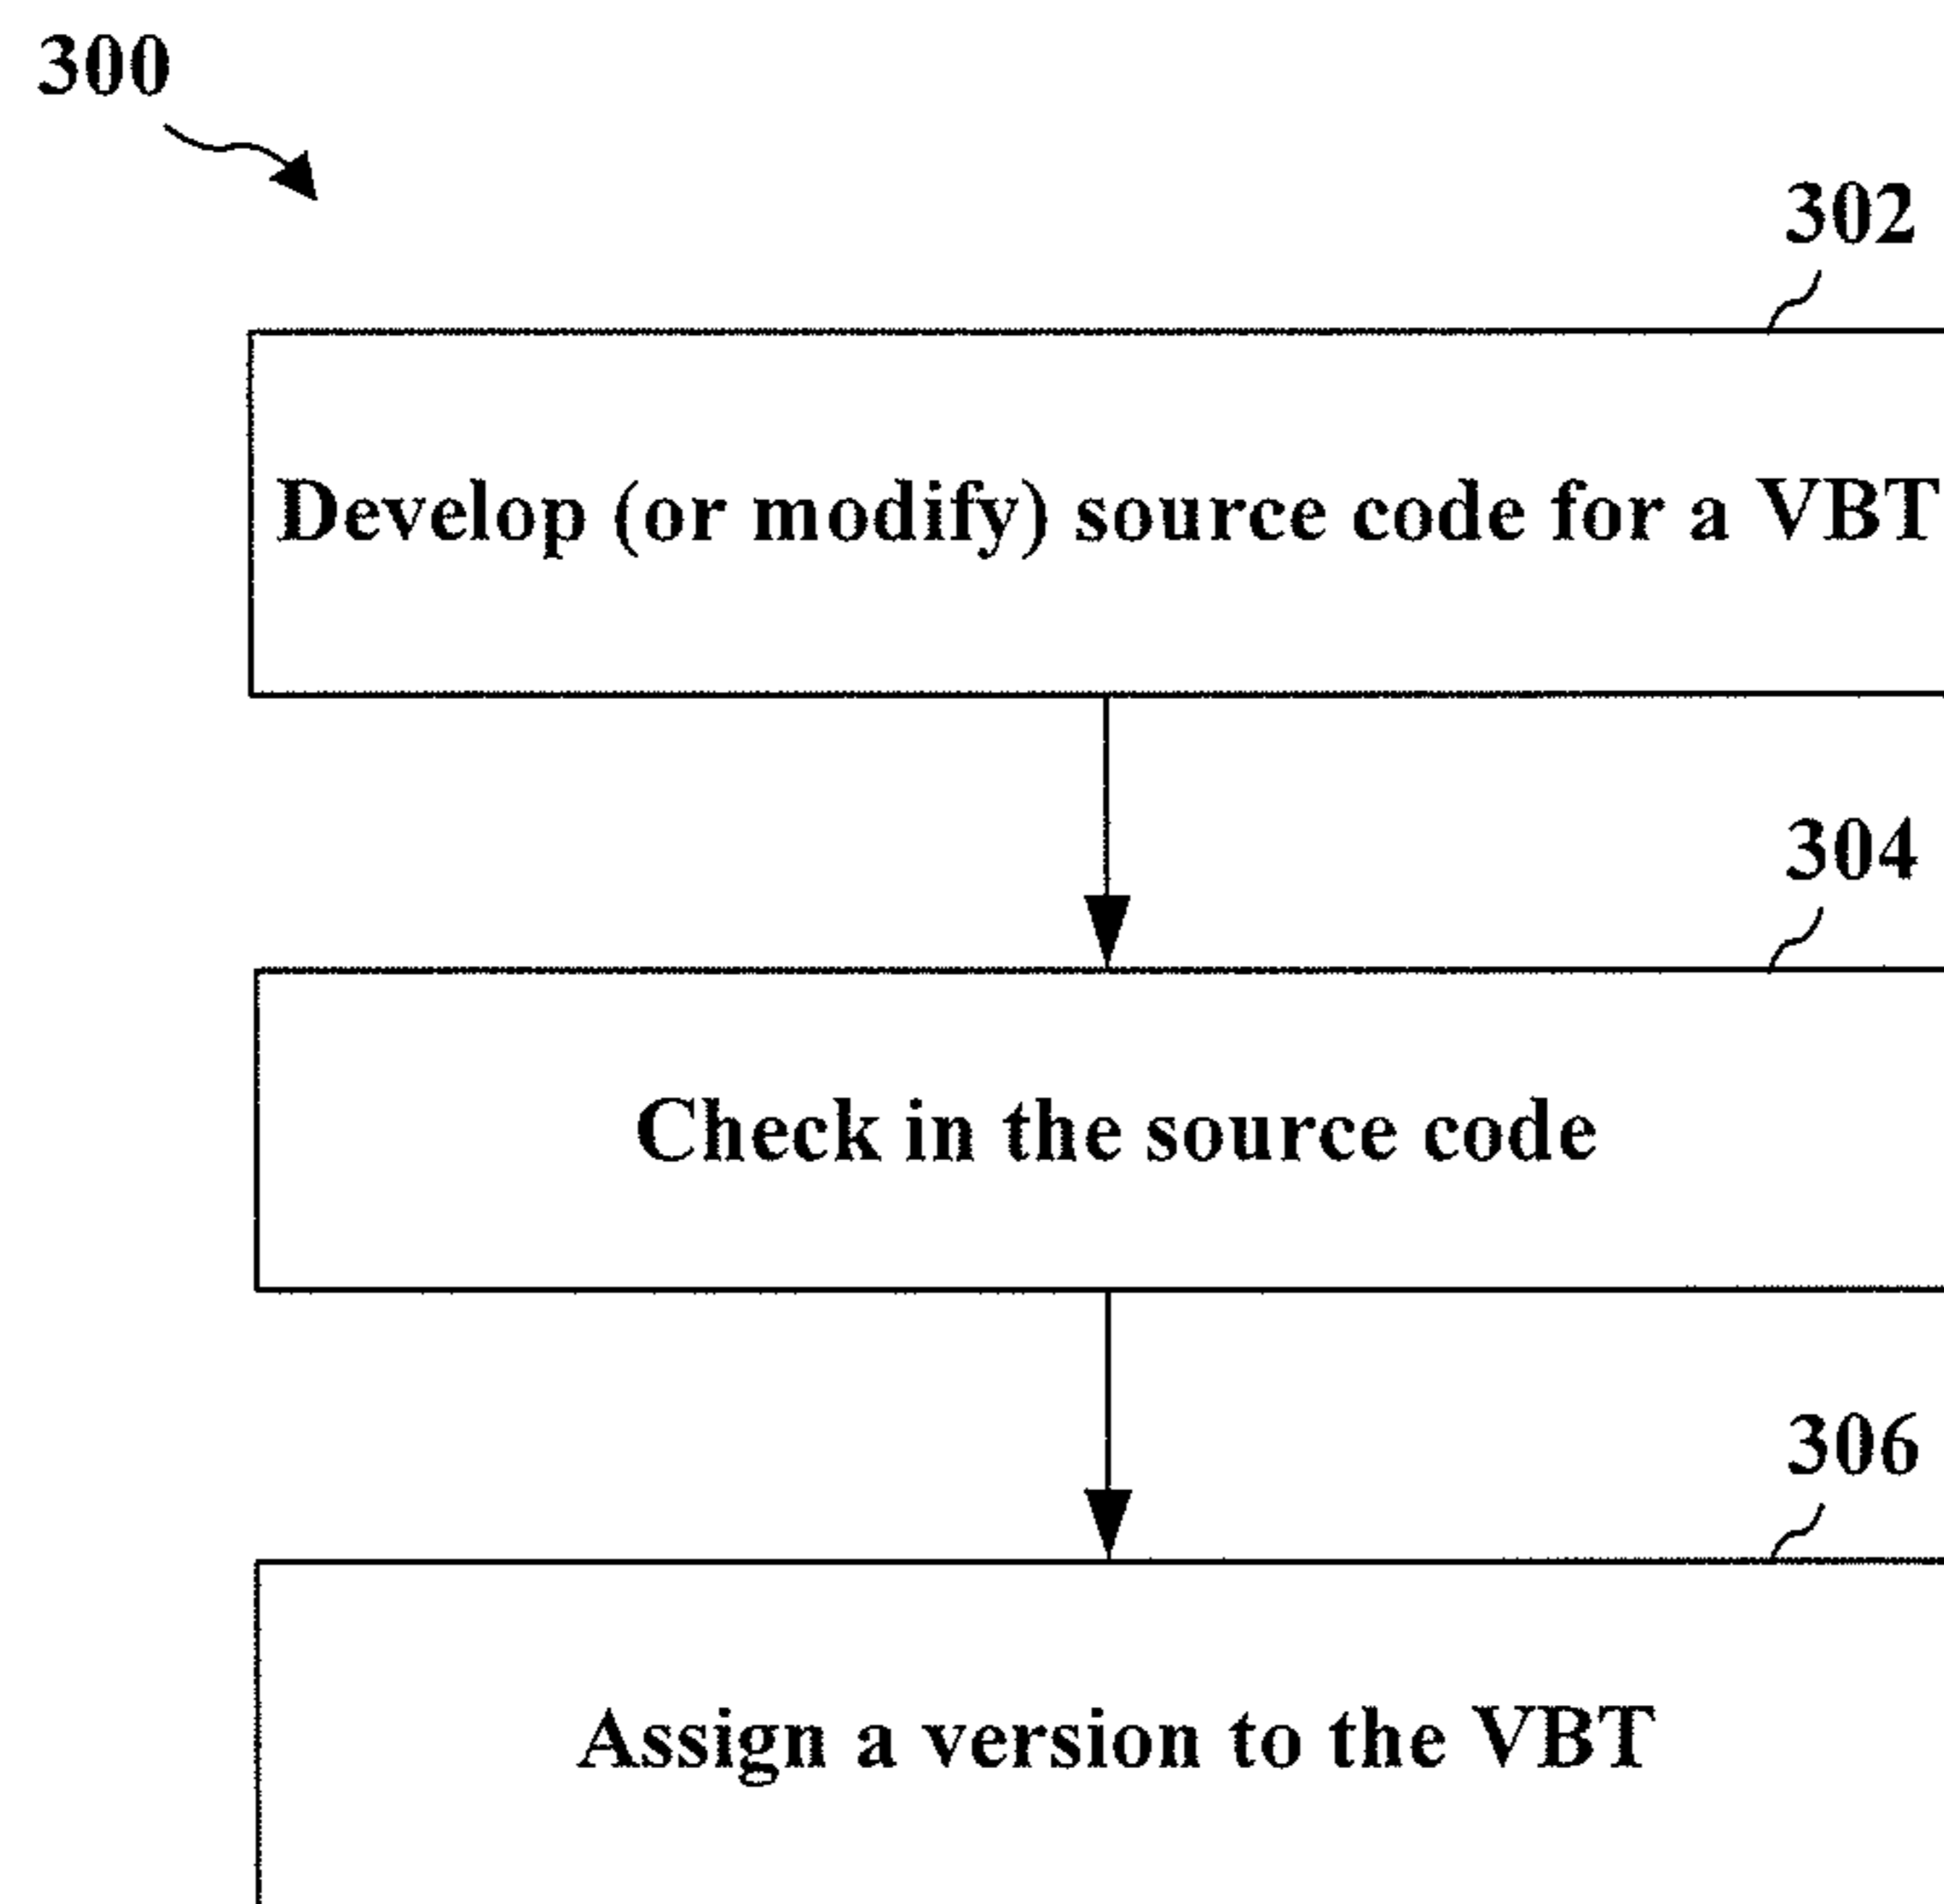 300
302
Develop (or modify) source code for a VBT
304
Check in the source code
306
Assign a version to the VBT